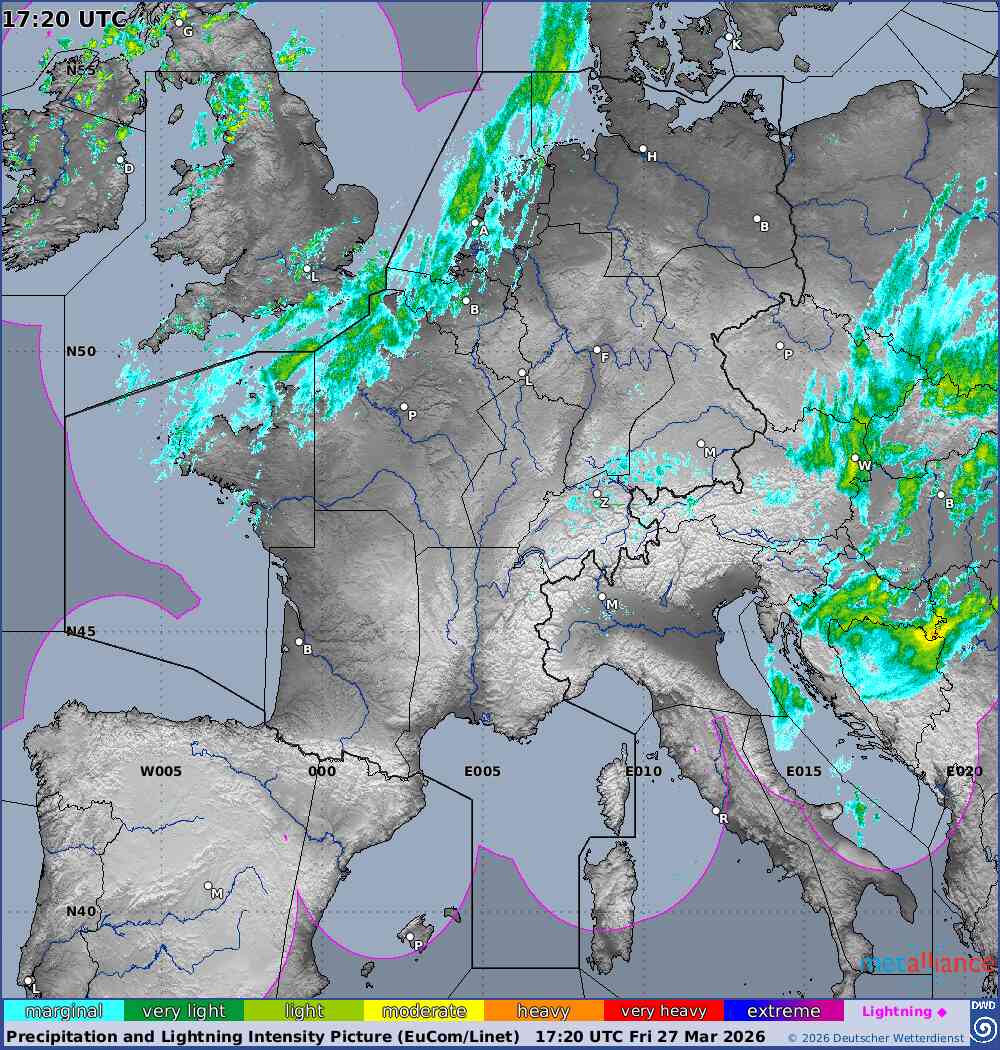 17:20 UTC
G
K
N55
D
H
A
B
L
B
N50
F
P
L
P
M
W
Z
B
M
N45
B
W005
000
E005
E010
E015
E020
R
M
N40
P
metalliance
L
marginal very light light moderate heavy very heavy extreme Lightning ◆ DWD
Precipitation and Lightning Intensity Picture (EuCom/Linet) 17:20 UTC Fri 27 Mar 2026 © 2026 Deutscher Wetterdienst